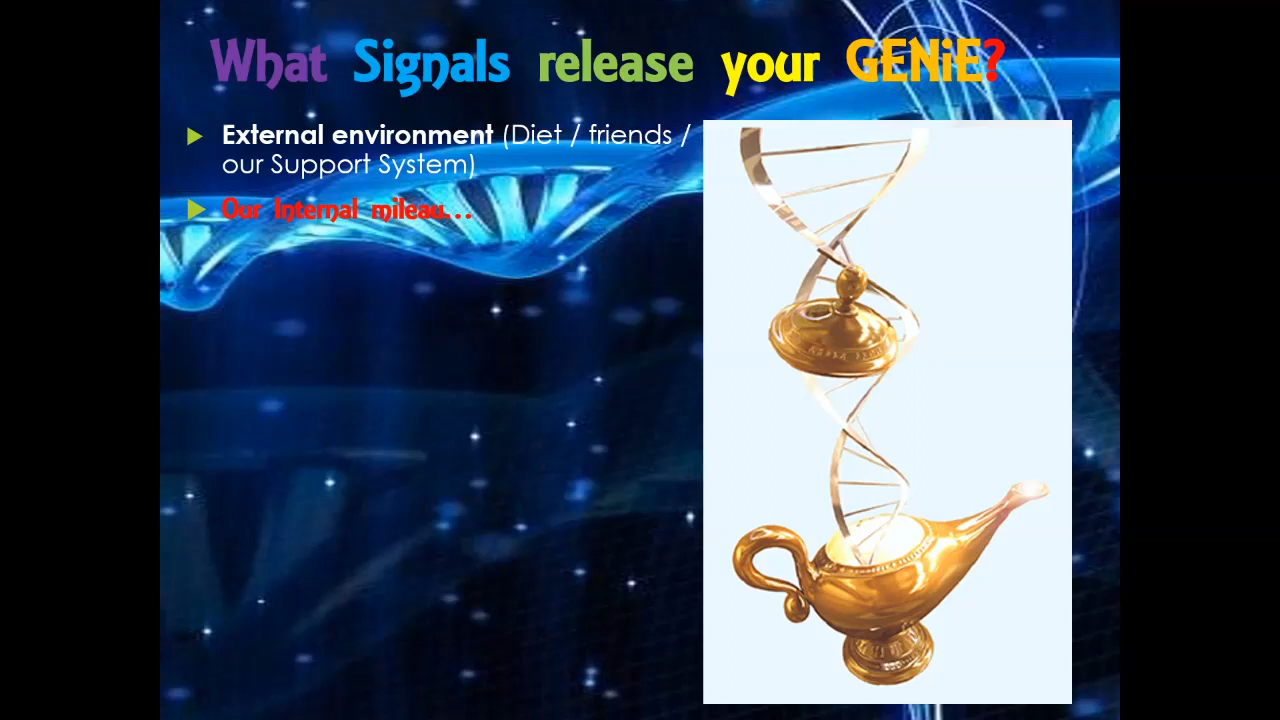 What Signals release your GENiE?
External environment (Diet / friends /
our Support System)
Our Internal mileau...